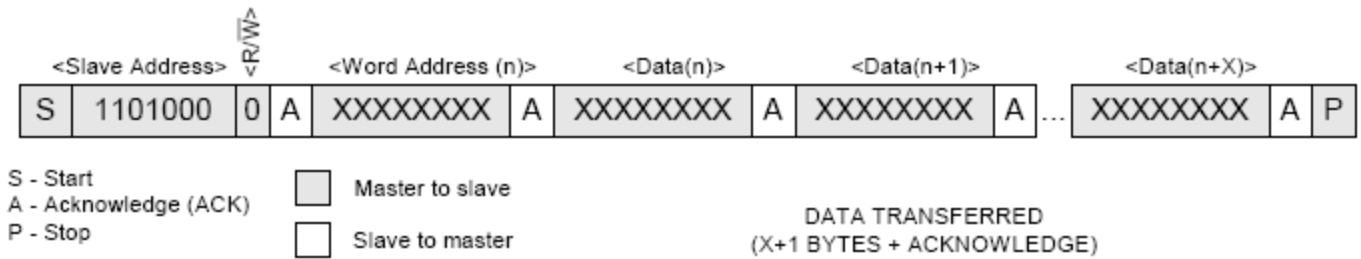 <Slave Address> <R/W̅> <Word Address (n)> <Data(n)> <Data(n+1)> <Data(n+X)>
S 1101000 0 A XXXXXXXX A XXXXXXXX A XXXXXXXX A ... XXXXXXXX A P
S - Start
A - Acknowledge (ACK)
P - Stop
Master to slave
Slave to master
DATA TRANSFERRED
(X+1 BYTES + ACKNOWLEDGE)